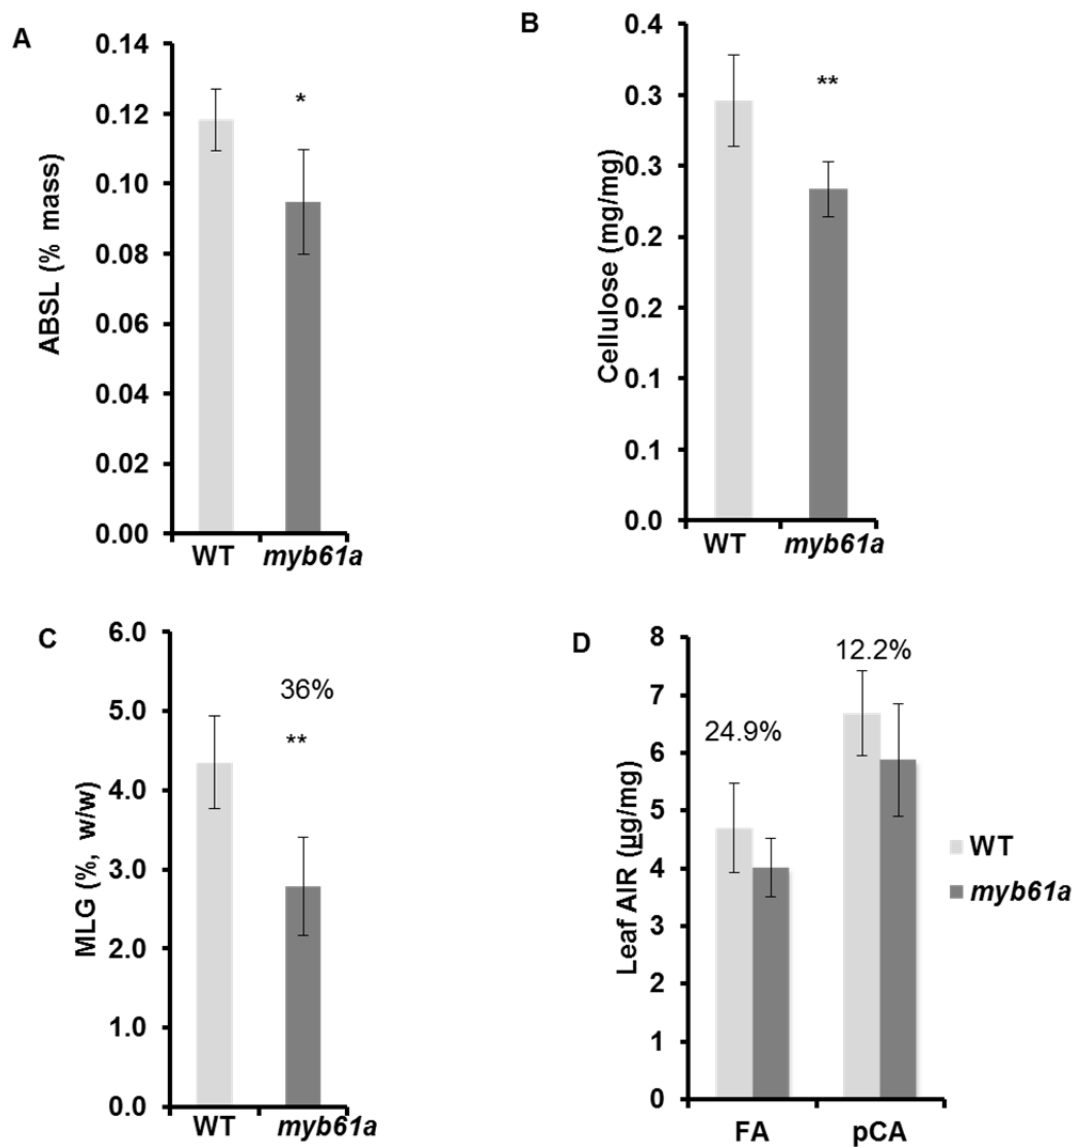 A
ABSL (% mass)
0.14
0.12
0.10
0.08
0.06
0.04
0.02
0.00
*
WT
myb61a
B
Cellulose (mg/mg)
0.4
0.3
0.3
0.2
0.2
0.1
0.1
0.0
**
WT
myb61a
C
MLG (%, w/w)
6.0
5.0
4.0
3.0
2.0
1.0
0.0
36%
**
WT
myb61a
D
Leaf AIR (µg/mg)
8
7
6
5
4
3
2
1
0
24.9%
12.2%
FA
pCA
WT
myb61a